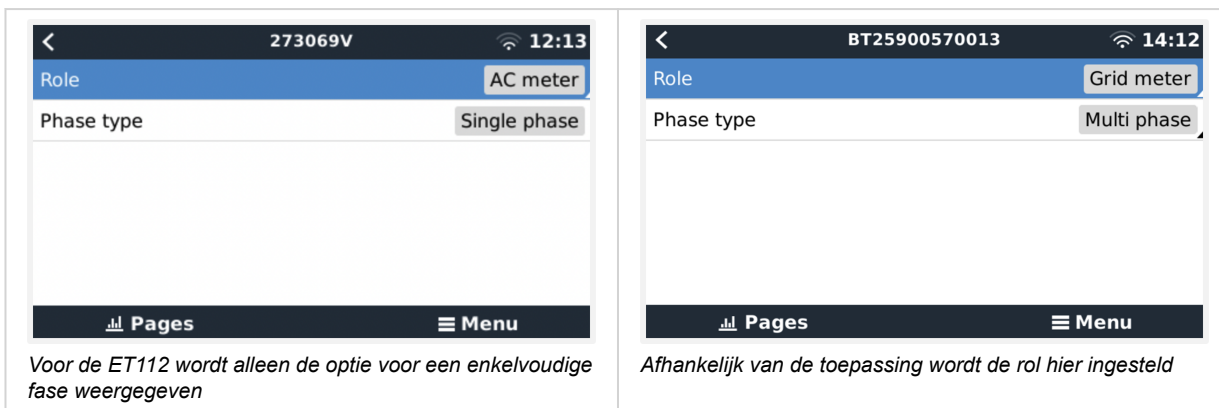 273069V 12:13
Role AC meter
Phase type Single phase
Pages Menu
Voor de ET112 wordt alleen de optie voor een enkelvoudige
fase weergegeven
BT25900570013 14:12
Role Grid meter
Phase type Multi phase
Pages Menu
Afhankelijk van de toepassing wordt de rol hier ingesteld